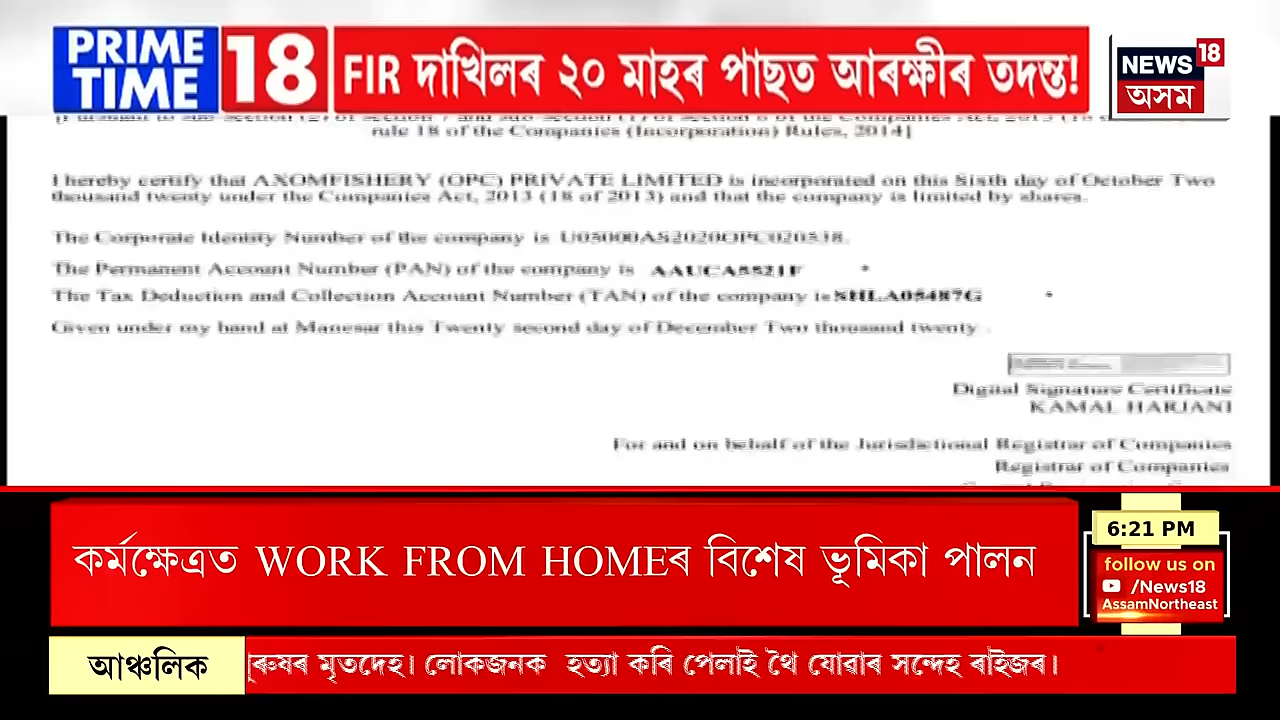 PRIME TIME 18
FIR দাখিলৰ ২০ মাহৰ পাছত আৰক্ষীৰ তদন্ত!
NEWS 18
অসম
rule 18 of the Companies (Incorporation) Rules, 2014]
I hereby certify that AXOMFISHERY (OPC) PRIVATE LIMITED is incorporated on this Sixth day of October Two
thousand twenty under the Companies Act, 2013 (18 of 2013) and that the company is limited by shares.
The Corporate Identity Number of the company is U05000AS2020OPC020538.
The Permanent Account Number (PAN) of the company is
The Tax Deduction and Collection Account Number (TAN) of the company is SHLA05487G
Given under my hand at Manesar this Twenty second day of December Two thousand twenty .
Digital Signature Certificate
KAMAL HARJANI
For and on behalf of the Jurisdictional Registrar of Companies
Registrar of Companies
কৰ্মক্ষেত্ৰত WORK FROM HOMEৰ বিশেষ ভূমিকা পালন
6:21 PM
follow us on
/News18
AssamNortheast
আঞ্চলিক
মৃতদেহ। লোকজনক হত্যা কৰি পেলাই থৈ যোৱাৰ সন্দেহ ৰাইজৰ।